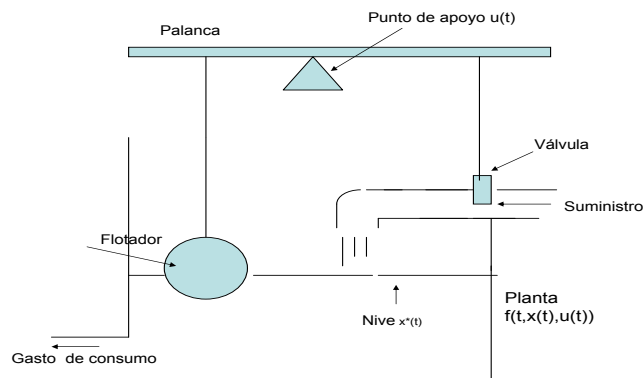 Punto de apoyo u(t)
Palanca
Válvula
Suministro
Flotador
Planta
f(t,x(t),u(t))
Nive x*(t)
Gasto de consumo